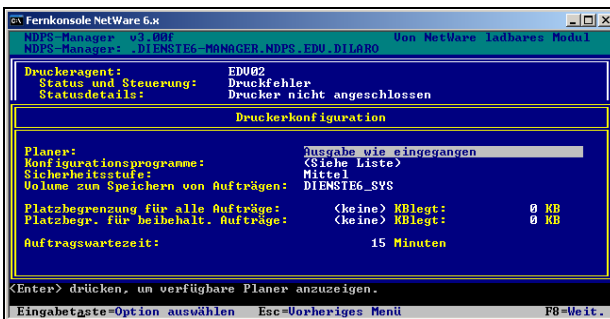 Fernkonsole NetWare 6.x
NDPS-Manager v3.00f Von NetWare ladbares Modul
NDPS-Manager: .DIENSTE6-MANAGER.NDPS.EDV.DILARO
Druckeragent: EDV02
Status und Steuerung: Druckfehler
Statusdetails: Drucker nicht angeschlossen
Druckerkonfiguration
Planer: Ausgabe wie eingegangen
Konfigurationsprogramme: (Siehe Liste)
Sicherheitsstufe: Mittel
Volume zum Speichern von Aufträgen: DIENSTE6_SYS
Platzbegrenzung für alle Aufträge: (keine) KBlegt: 0 KB
Platzbegr. für beibehalt. Aufträge: (keine) KBlegt: 0 KB
Auftragswartezeit: 15 Minuten
<Enter> drücken, um verfügbare Planer anzuzeigen.
Eingabetaste=Option auswählen Esc=Vorheriges Menü F8=Weit.